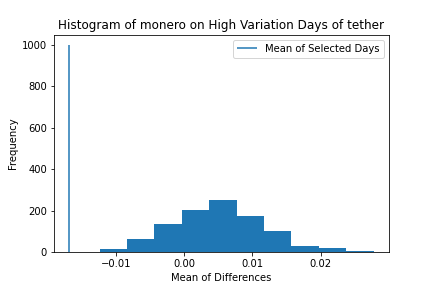 Histogram of monero on High Variation Days of tether
Mean of Selected Days
1000
800
600
400
200
0
Frequency
−0.01 0.00 0.01 0.02
Mean of Differences